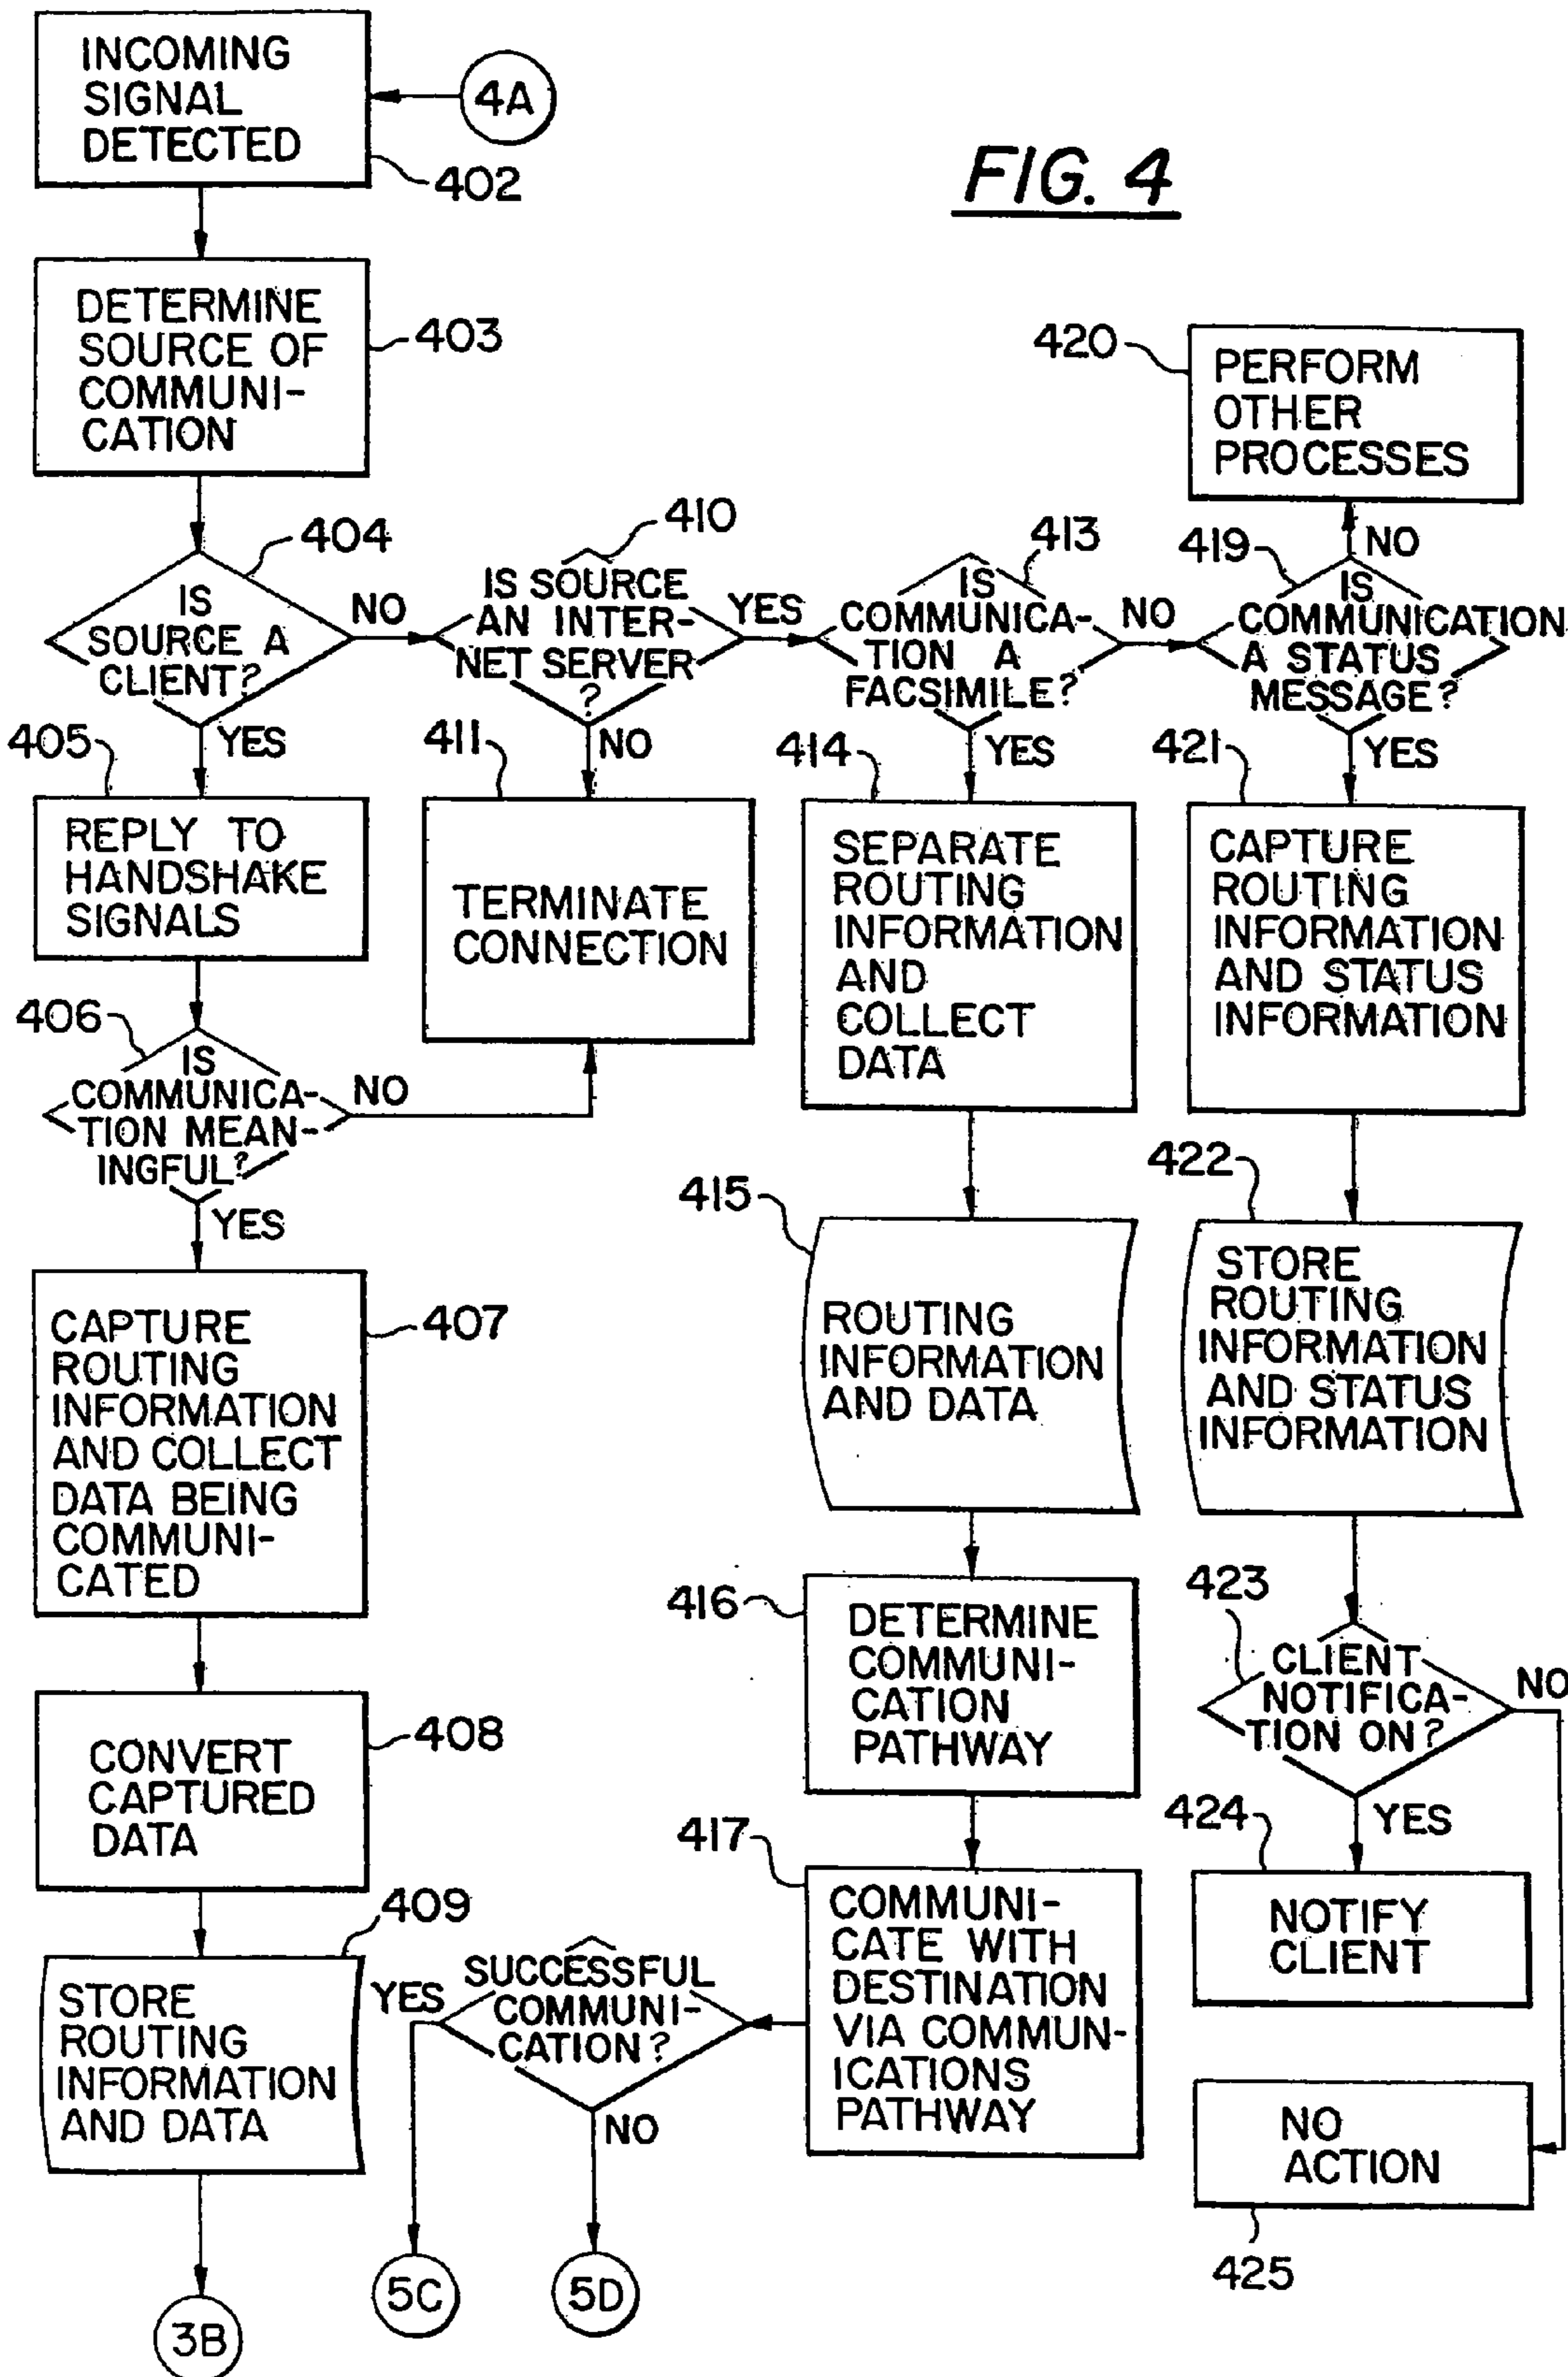 INCOMING
SIGNAL
DETECTED
4A
402
FIG. 4
DETERMINE
SOURCE OF
COMMUNI-
CATION
403
420
PERFORM
OTHER
PROCESSES
404
IS
SOURCE A
CLIENT?
NO
410
IS SOURCE
AN INTER-
NET SERVER
?
YES
413
IS
COMMUNICA-
TION A
FACSIMILE?
NO
419
NO
IS
COMMUNICATION
A STATUS
MESSAGE?
YES
405
REPLY TO
HANDSHAKE
SIGNALS
NO
411
TERMINATE
CONNECTION
YES
414
SEPARATE
ROUTING
INFORMATION
AND
COLLECT
DATA
YES
421
CAPTURE
ROUTING
INFORMATION
AND STATUS
INFORMATION
406
IS
COMMUNICA-
TION MEAN-
INGFUL?
NO
YES
407
CAPTURE
ROUTING
INFORMATION
AND COLLECT
DATA BEING
COMMUNI-
CATED
415
ROUTING
INFORMATION
AND DATA
422
STORE
ROUTING
INFORMATION
AND STATUS
INFORMATION
408
CONVERT
CAPTURED
DATA
416
DETERMINE
COMMUNI-
CATION
PATHWAY
423
CLIENT
NOTIFICA-
TION ON?
NO
YES
424
NOTIFY
CLIENT
409
STORE
ROUTING
INFORMATION
AND DATA
YES
SUCCESSFUL
COMMUNI-
CATION?
NO
417
COMMUNI-
CATE WITH
DESTINATION
VIA COMMUN-
ICATIONS
PATHWAY
NO
ACTION
425
3B
5C
5D